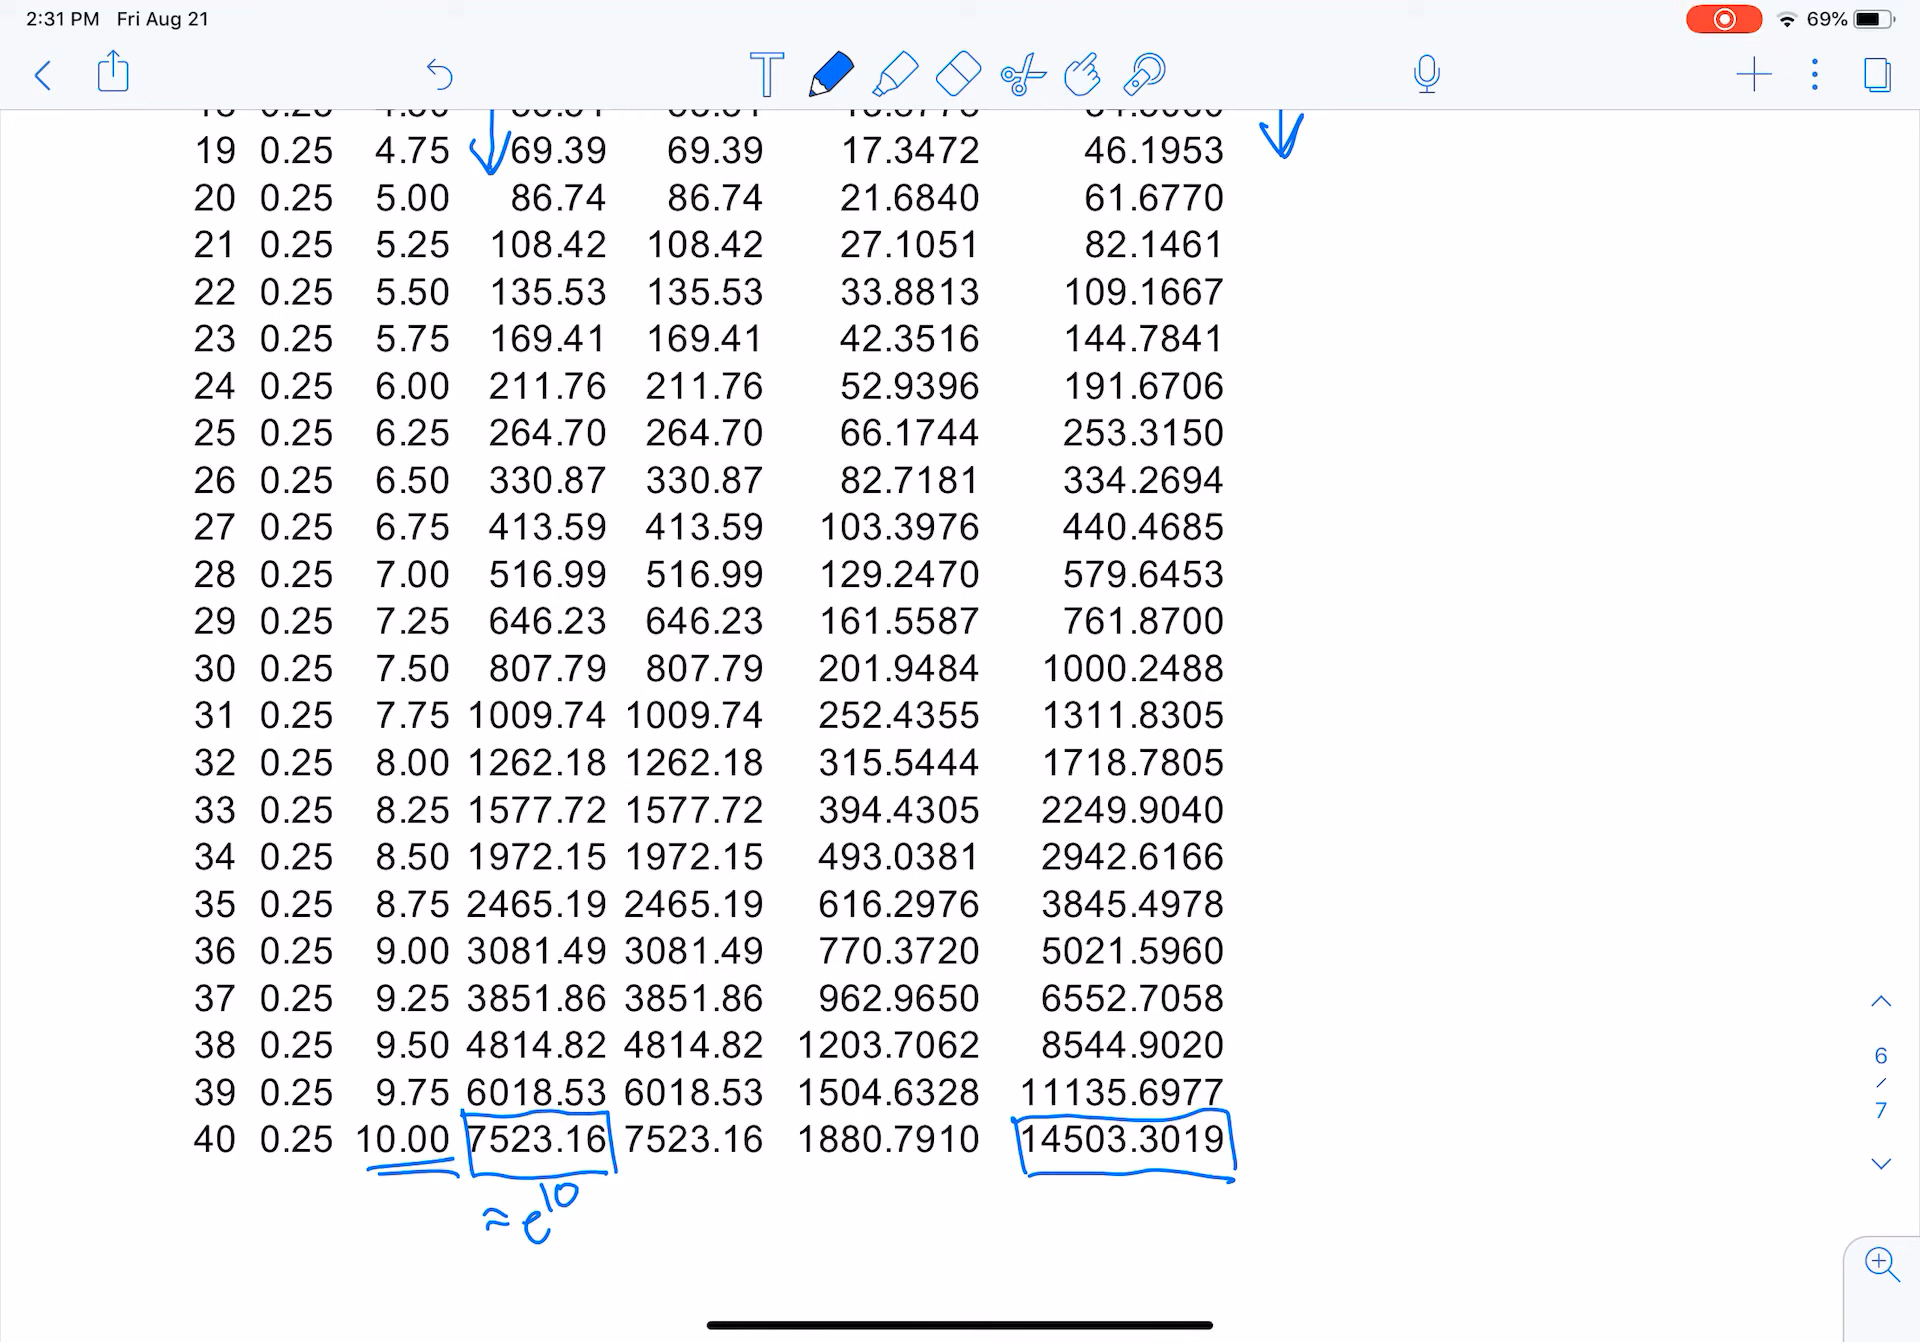 2:31 PM Fri Aug 21 69%
T
19 0.25 4.75 69.39 69.39 17.3472 46.1953
20 0.25 5.00 86.74 86.74 21.6840 61.6770
21 0.25 5.25 108.42 108.42 27.1051 82.1461
22 0.25 5.50 135.53 135.53 33.8813 109.1667
23 0.25 5.75 169.41 169.41 42.3516 144.7841
24 0.25 6.00 211.76 211.76 52.9396 191.6706
25 0.25 6.25 264.70 264.70 66.1744 253.3150
26 0.25 6.50 330.87 330.87 82.7181 334.2694
27 0.25 6.75 413.59 413.59 103.3976 440.4685
28 0.25 7.00 516.99 516.99 129.2470 579.6453
29 0.25 7.25 646.23 646.23 161.5587 761.8700
30 0.25 7.50 807.79 807.79 201.9484 1000.2488
31 0.25 7.75 1009.74 1009.74 252.4355 1311.8305
32 0.25 8.00 1262.18 1262.18 315.5444 1718.7805
33 0.25 8.25 1577.72 1577.72 394.4305 2249.9040
34 0.25 8.50 1972.15 1972.15 493.0381 2942.6166
35 0.25 8.75 2465.19 2465.19 616.2976 3845.4978
36 0.25 9.00 3081.49 3081.49 770.3720 5021.5960
37 0.25 9.25 3851.86 3851.86 962.9650 6552.7058
38 0.25 9.50 4814.82 4814.82 1203.7062 8544.9020
39 0.25 9.75 6018.53 6018.53 1504.6328 11135.6977
40 0.25 10.00 7523.16 7523.16 1880.7910 14503.3019
≈ e^10
6
/
7